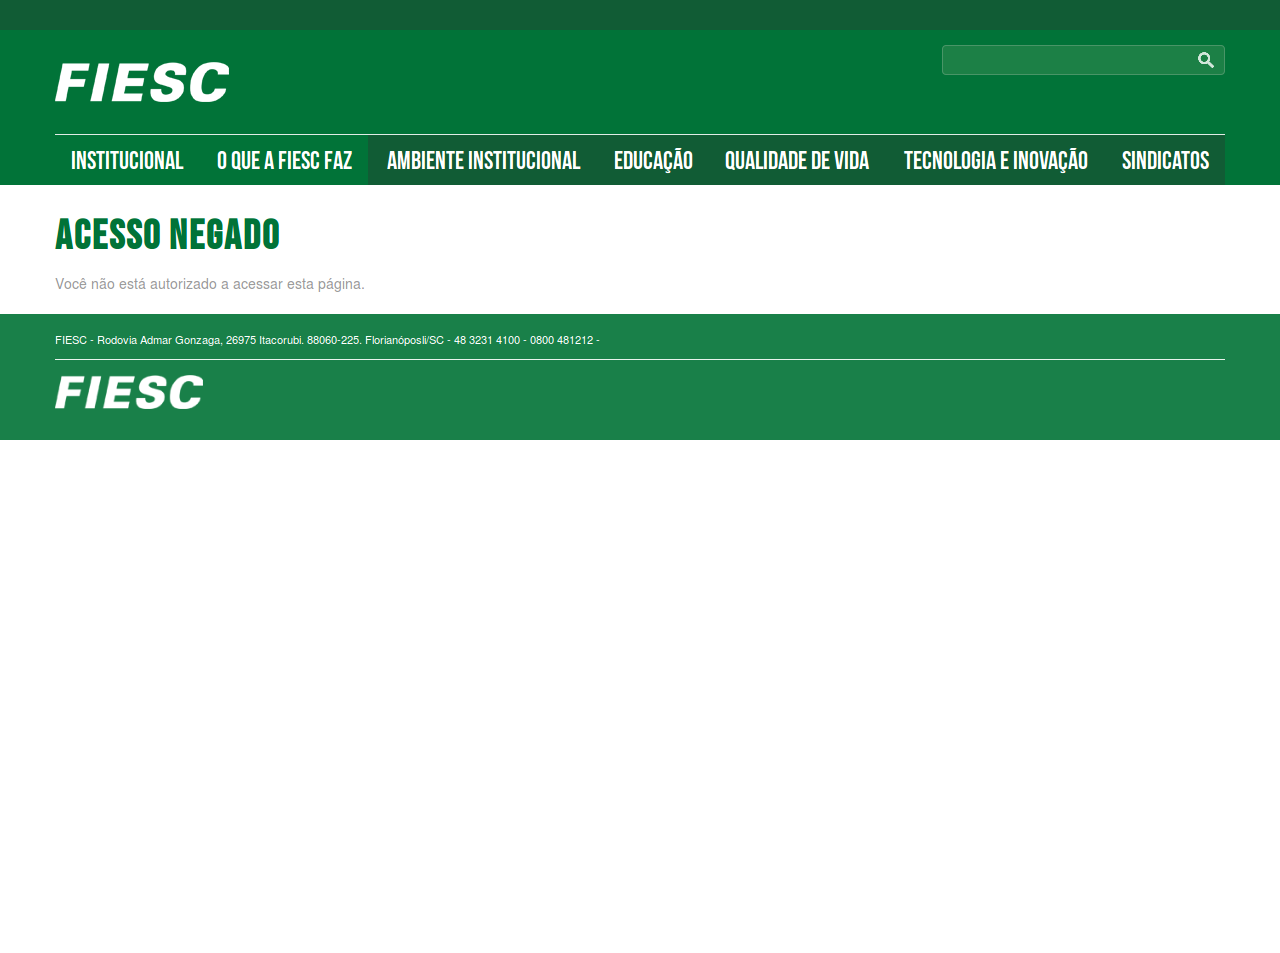 FIESC
INSTITUCIONAL O QUE A FIESC FAZ AMBIENTE INSTITUCIONAL EDUCAÇÃO QUALIDADE DE VIDA TECNOLOGIA E INOVAÇÃO SINDICATOS
ACESSO NEGADO
Você não está autorizado a acessar esta página.
FIESC - Rodovia Admar Gonzaga, 26975 Itacorubi. 88060-225. Florianóposli/SC - 48 3231 4100 - 0800 481212 -
FIESC